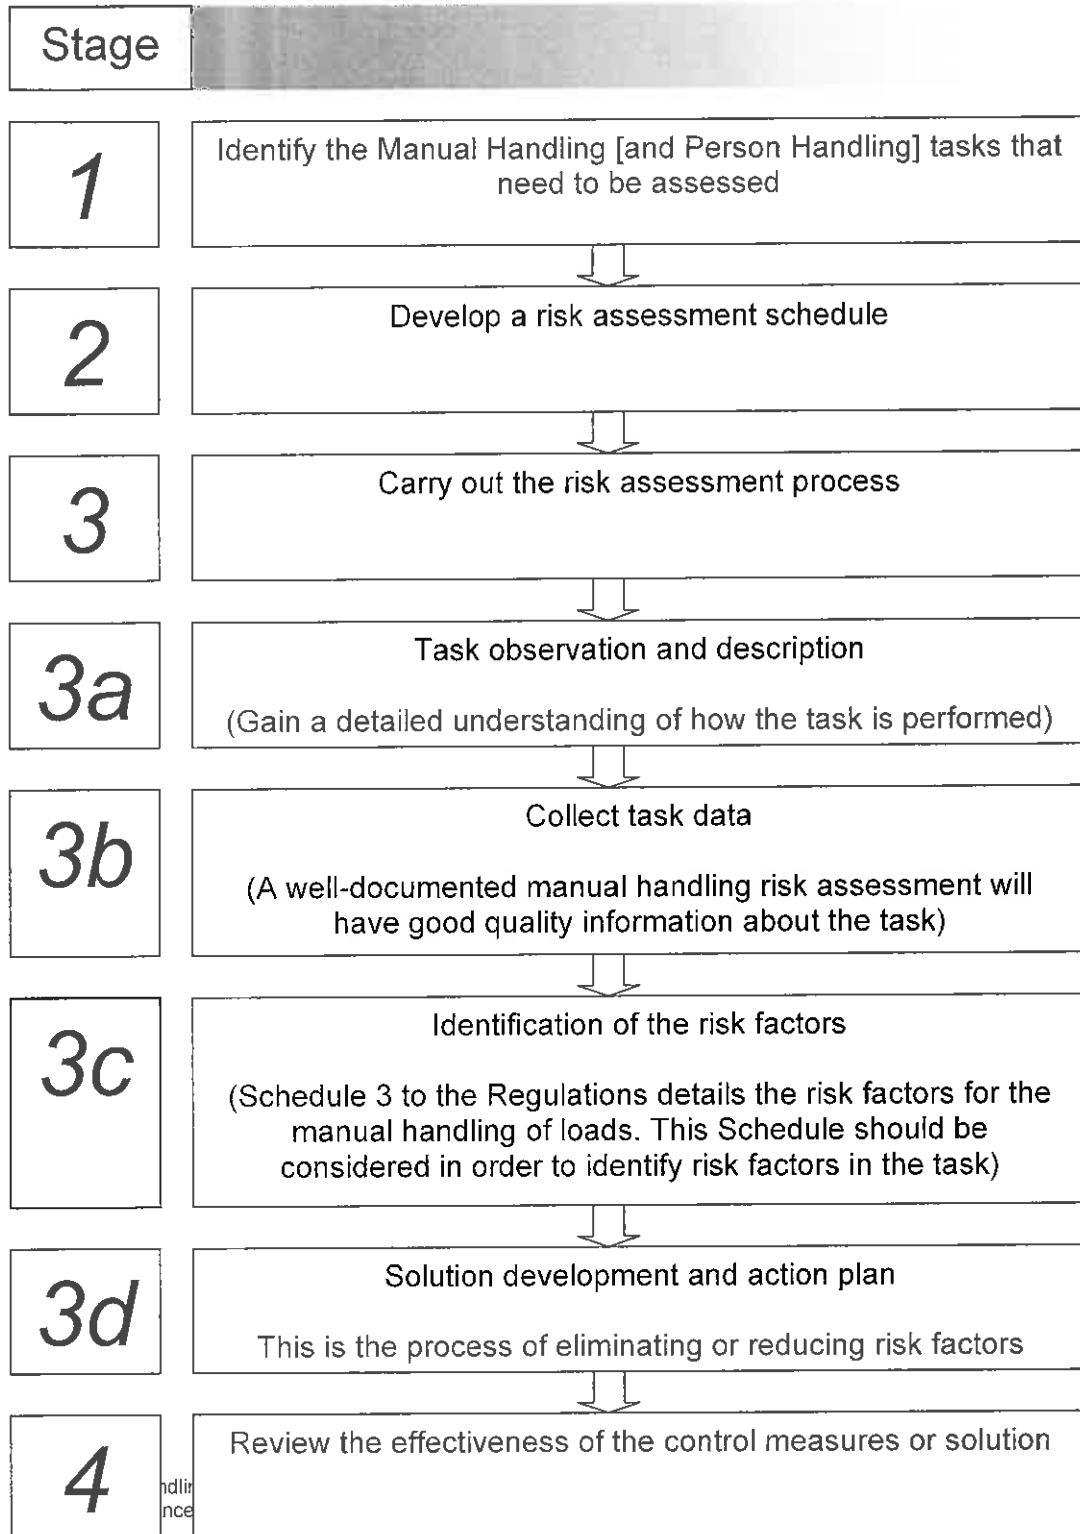 Stage
1
Identify the Manual Handling [and Person Handling] tasks that
need to be assessed
2
Develop a risk assessment schedule
3
Carry out the risk assessment process
3a
Task observation and description
(Gain a detailed understanding of how the task is performed)
3b
Collect task data
(A well-documented manual handling risk assessment will
have good quality information about the task)
3c
Identification of the risk factors
(Schedule 3 to the Regulations details the risk factors for the
manual handling of loads. This Schedule should be
considered in order to identify risk factors in the task)
3d
Solution development and action plan
This is the process of eliminating or reducing risk factors
4
Review the effectiveness of the control measures or solution